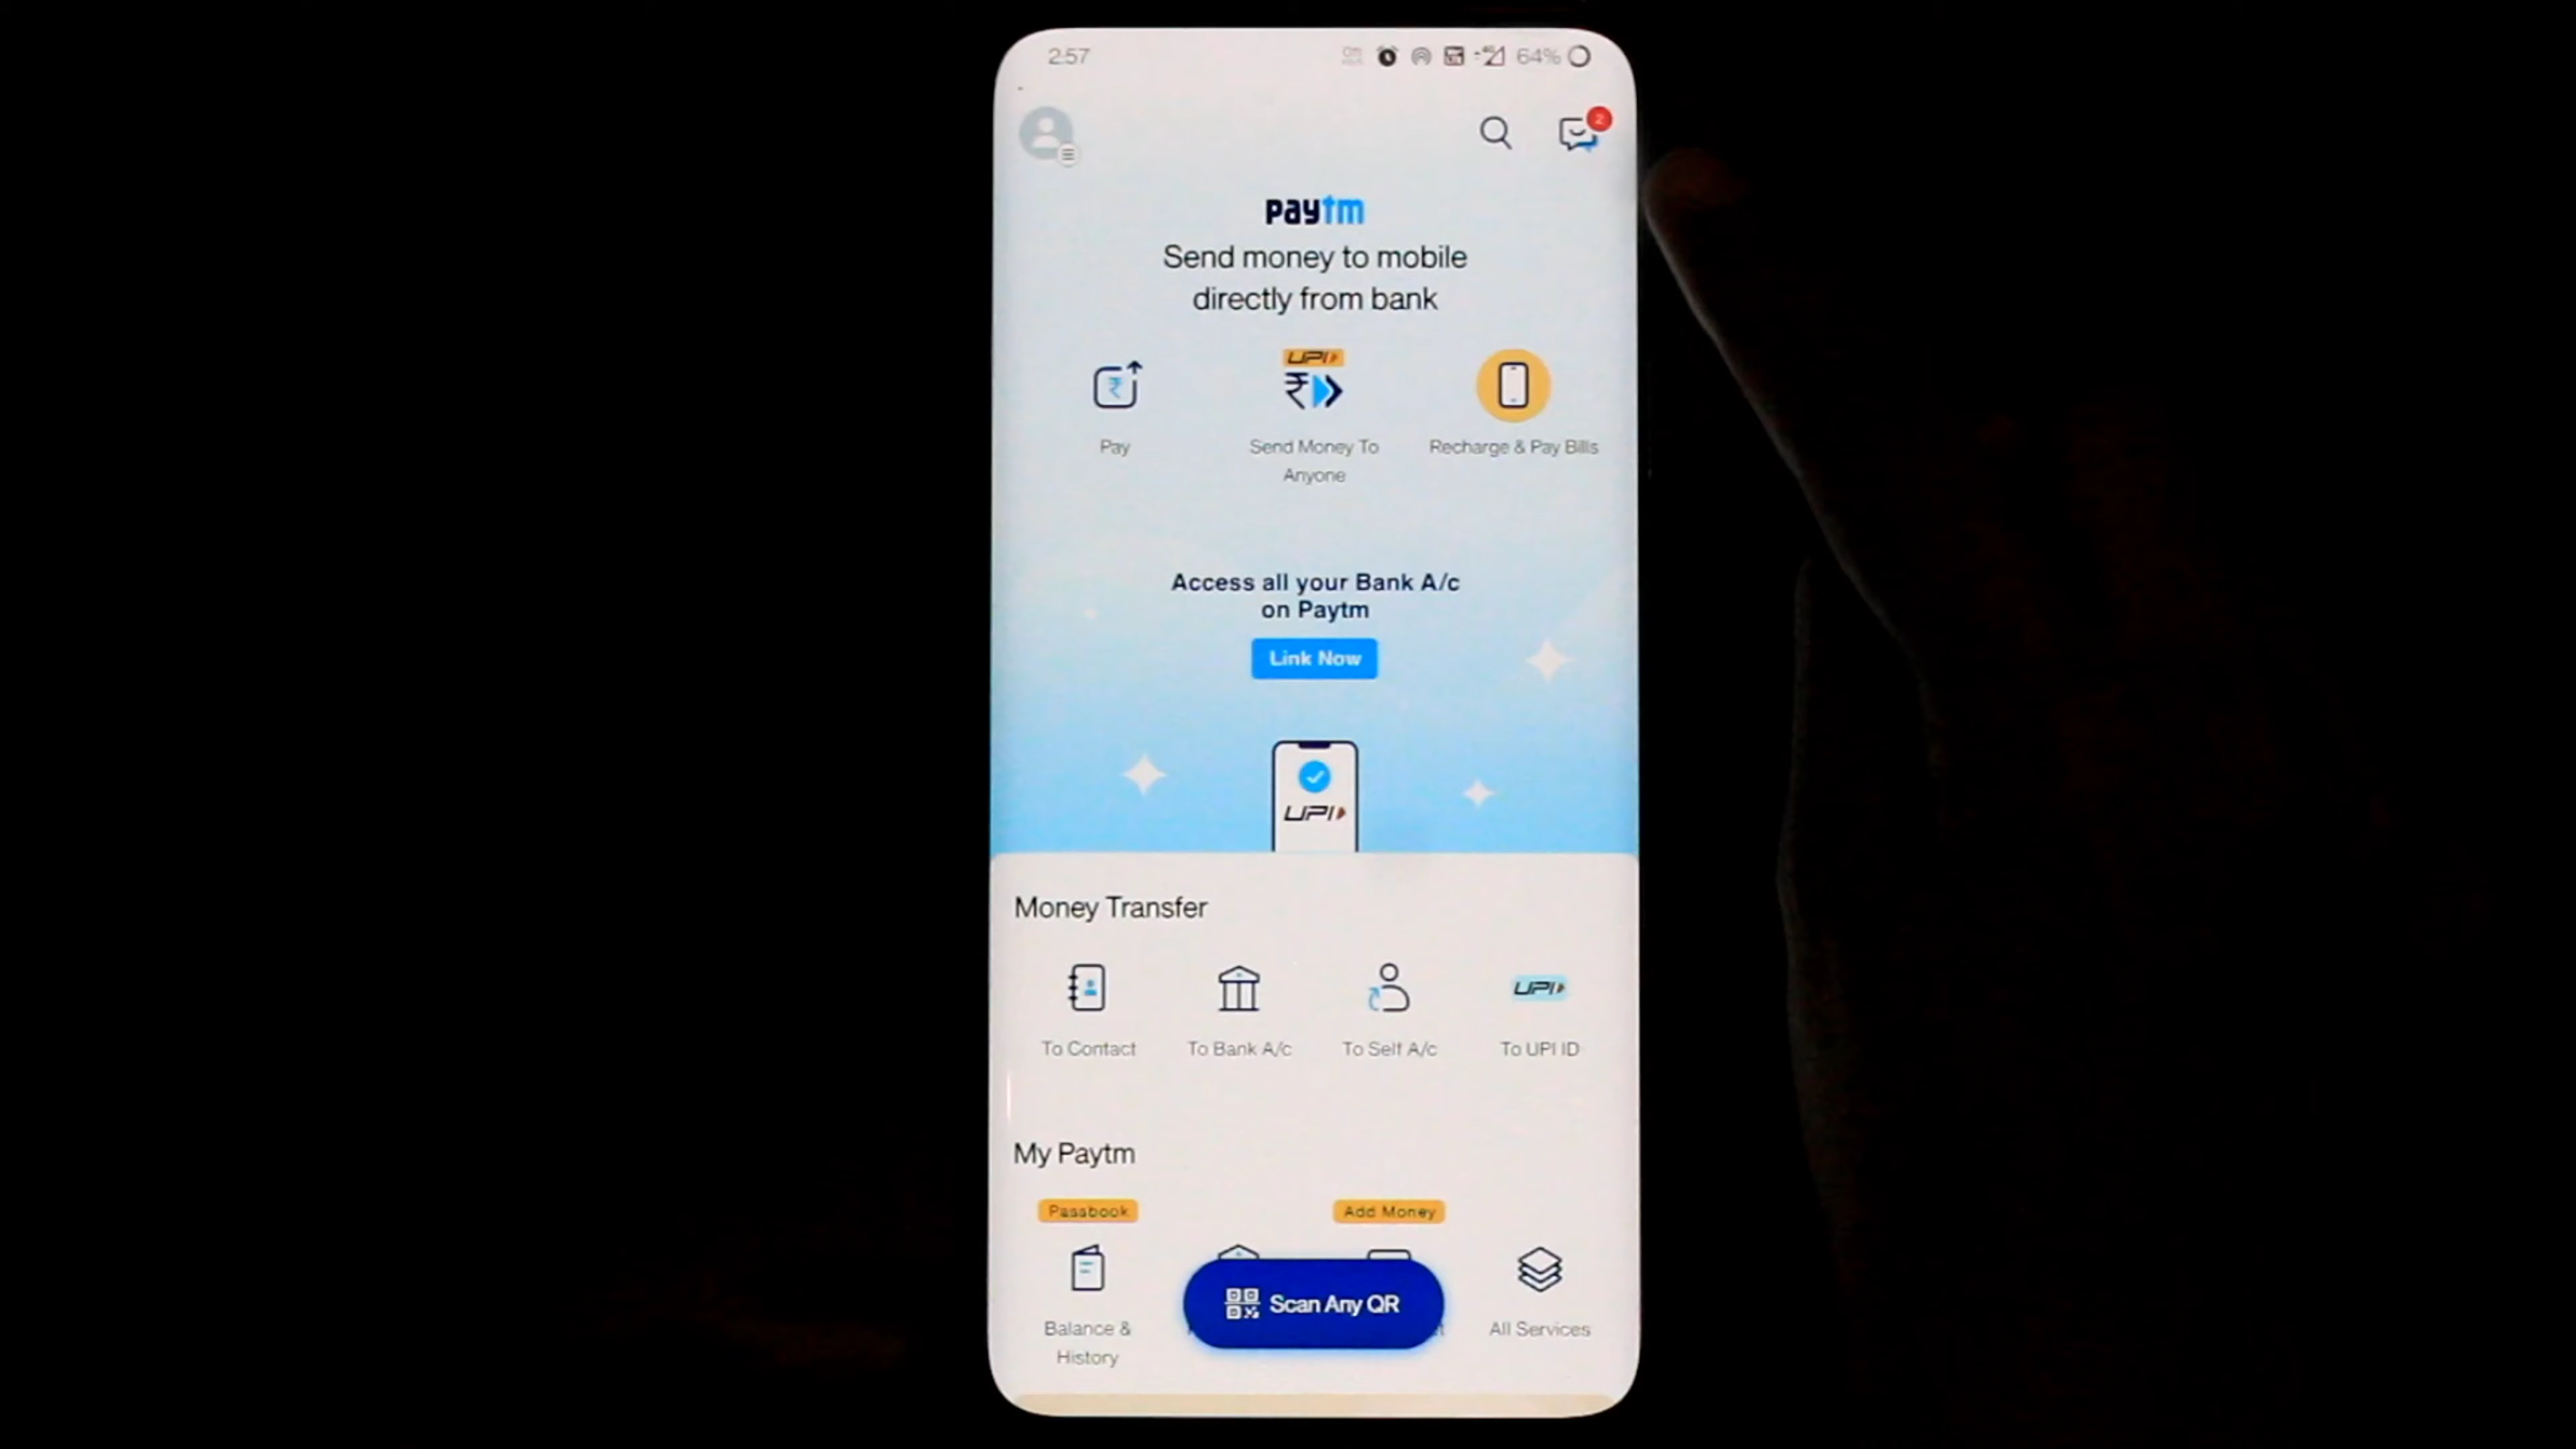 2:57
64%
2
paytm
Send money to mobile
directly from bank
UPI
Pay
Send Money To
Anyone
Recharge & Pay Bills
Access all your Bank A/c
on Paytm
Link Now
UPI
Money Transfer
UPI
To Contact
To Bank A/c
To Self A/c
To UPI ID
My Paytm
Passbook
Add Money
Scan Any QR
Balance &
History
All Services